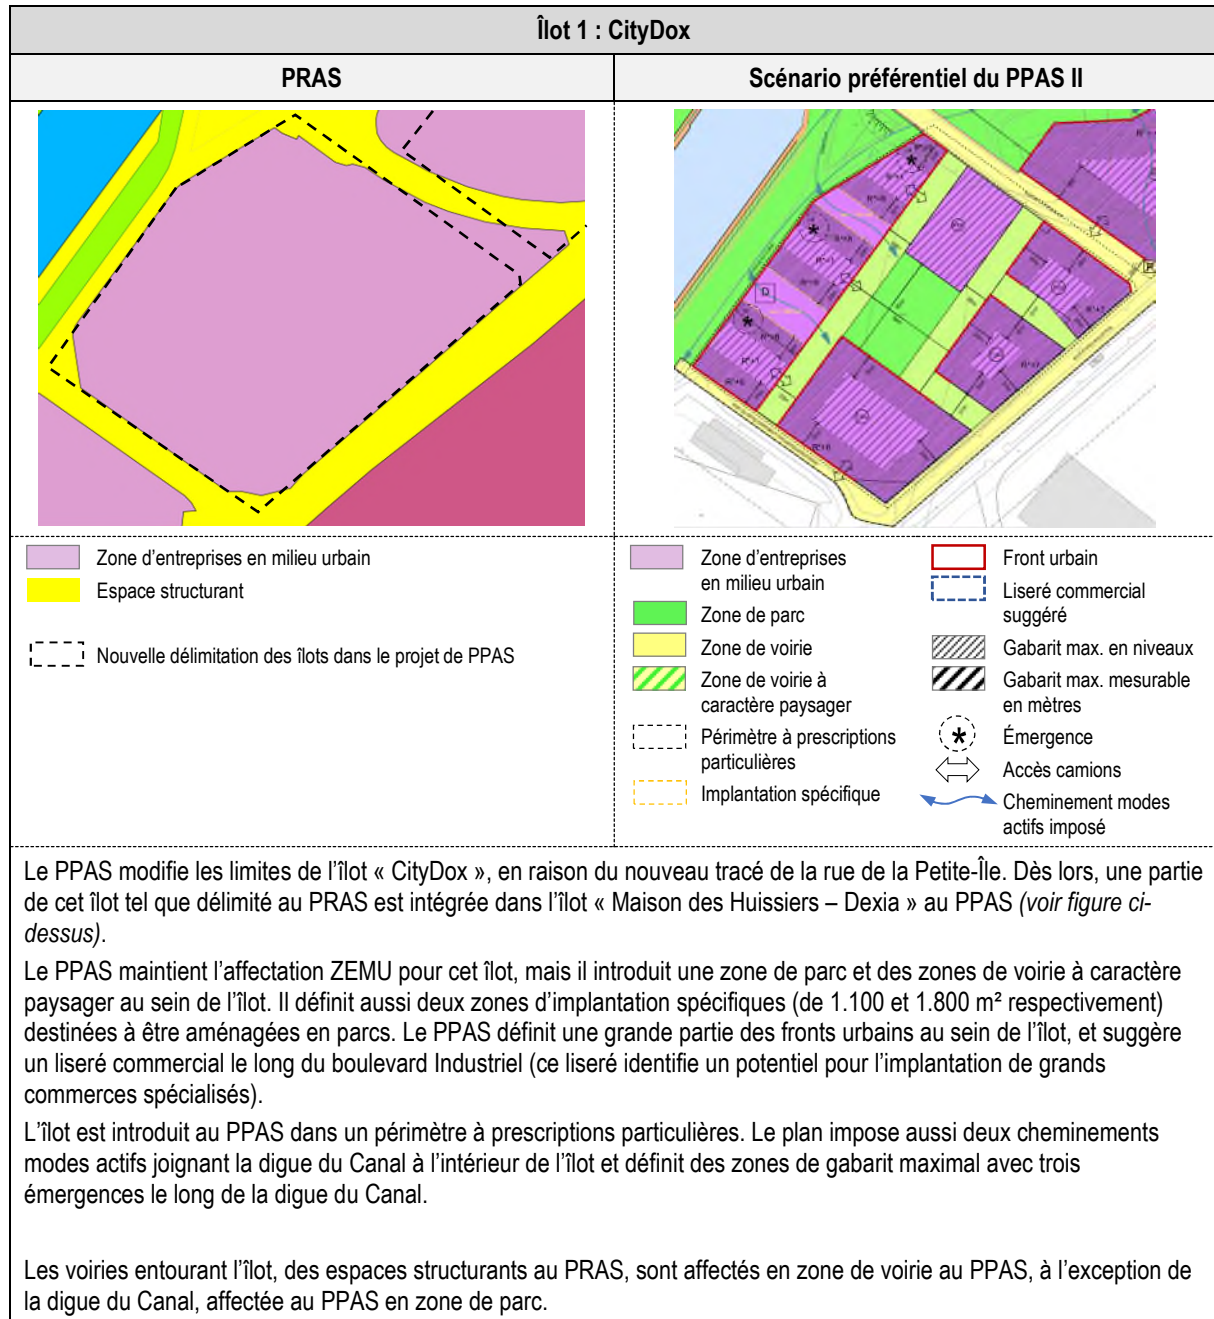 Îlot 1 : CityDox
PRAS
Scénario préférentiel du PPAS II
D
Zone d’entreprises en milieu urbain
Espace structurant
Nouvelle délimitation des îlots dans le projet de PPAS
Zone d’entreprises
en milieu urbain
Zone de parc
Zone de voirie
Zone de voirie à
caractère paysager
Périmètre à prescriptions
particulières
Implantation spécifique
Front urbain
Liseré commercial
suggéré
Gabarit max. en niveaux
Gabarit max. mesurable
en mètres
Émergence
Accès camions
Cheminement modes
actifs imposé
Le PPAS modifie les limites de l’îlot « CityDox », en raison du nouveau tracé de la rue de la Petite-Île. Dès lors, une partie
de cet îlot tel que délimité au PRAS est intégrée dans l’îlot « Maison des Huissiers – Dexia » au PPAS (voir figure ci-
dessus).
Le PPAS maintient l’affectation ZEMU pour cet îlot, mais il introduit une zone de parc et des zones de voirie à caractère
paysager au sein de l’îlot. Il définit aussi deux zones d’implantation spécifiques (de 1.100 et 1.800 m² respectivement)
destinées à être aménagées en parcs. Le PPAS définit une grande partie des fronts urbains au sein de l’îlot, et suggère
un liseré commercial le long du boulevard Industriel (ce liseré identifie un potentiel pour l’implantation de grands
commerces spécialisés).
L’îlot est introduit au PPAS dans un périmètre à prescriptions particulières. Le plan impose aussi deux cheminements
modes actifs joignant la digue du Canal à l’intérieur de l’îlot et définit des zones de gabarit maximal avec trois
émergences le long de la digue du Canal.
Les voiries entourant l’îlot, des espaces structurants au PRAS, sont affectés en zone de voirie au PPAS, à l’exception de
la digue du Canal, affectée au PPAS en zone de parc.